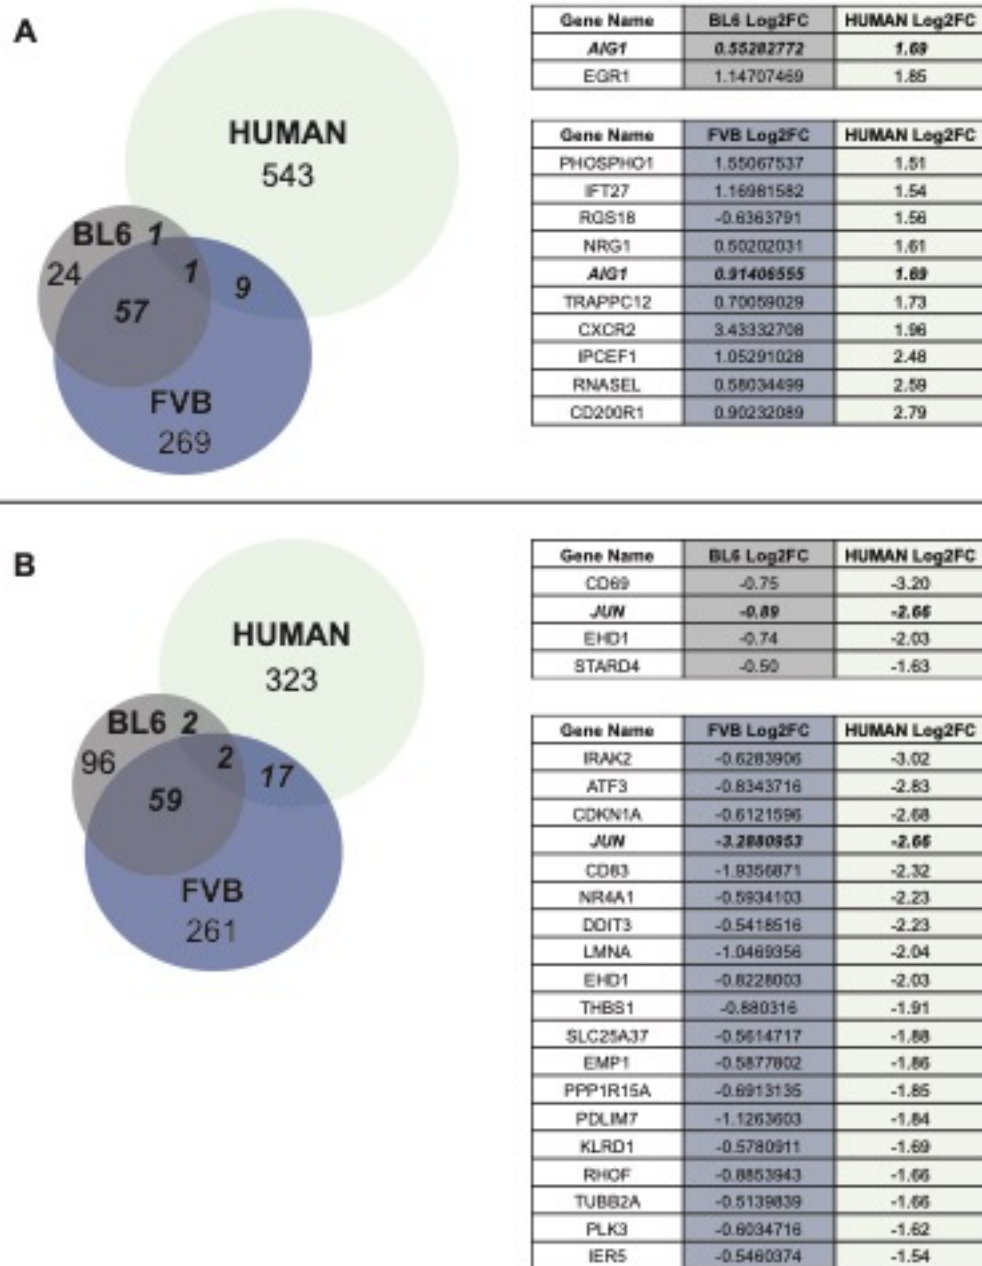 A
HUMAN
543
BL6 1
24
1
9
57
FVB
269
Gene Name BL6 Log2FC HUMAN Log2FC
AIG1 0.55282772 1.69
EGR1 1.14707469 1.85
Gene Name FVB Log2FC HUMAN Log2FC
PHOSPHO1 1.55067537 1.51
IFT27 1.16981582 1.54
RGS18 -0.6363791 1.56
NRG1 0.50202031 1.61
AIG1 0.91406555 1.69
TRAPPC12 0.70059029 1.73
CXCR2 3.43332708 1.96
IPCEF1 1.05291028 2.48
RNASEL 0.58034499 2.59
CD200R1 0.90232089 2.79
B
HUMAN
323
BL6 2
96
2
17
59
FVB
261
Gene Name BL6 Log2FC HUMAN Log2FC
CD69 -0.75 -3.20
JUN -0.89 -2.66
EHD1 -0.74 -2.03
STARD4 -0.50 -1.63
Gene Name FVB Log2FC HUMAN Log2FC
IRAK2 -0.6283906 -3.02
ATF3 -0.8343716 -2.83
CDKN1A -0.6121596 -2.68
JUN -3.2880953 -2.66
CD83 -1.9356871 -2.32
NR4A1 -0.5934103 -2.23
DDIT3 -0.5418516 -2.23
LMNA -1.0469356 -2.04
EHD1 -0.8228003 -2.03
THBS1 -0.880316 -1.91
SLC25A37 -0.5614717 -1.88
EMP1 -0.5877802 -1.86
PPP1R15A -0.6913135 -1.85
PDLIM7 -1.1263603 -1.84
KLRD1 -0.5780911 -1.69
RHOF -0.8853943 -1.66
TUBB2A -0.5139839 -1.66
PLK3 -0.6034716 -1.62
IER5 -0.5460374 -1.54